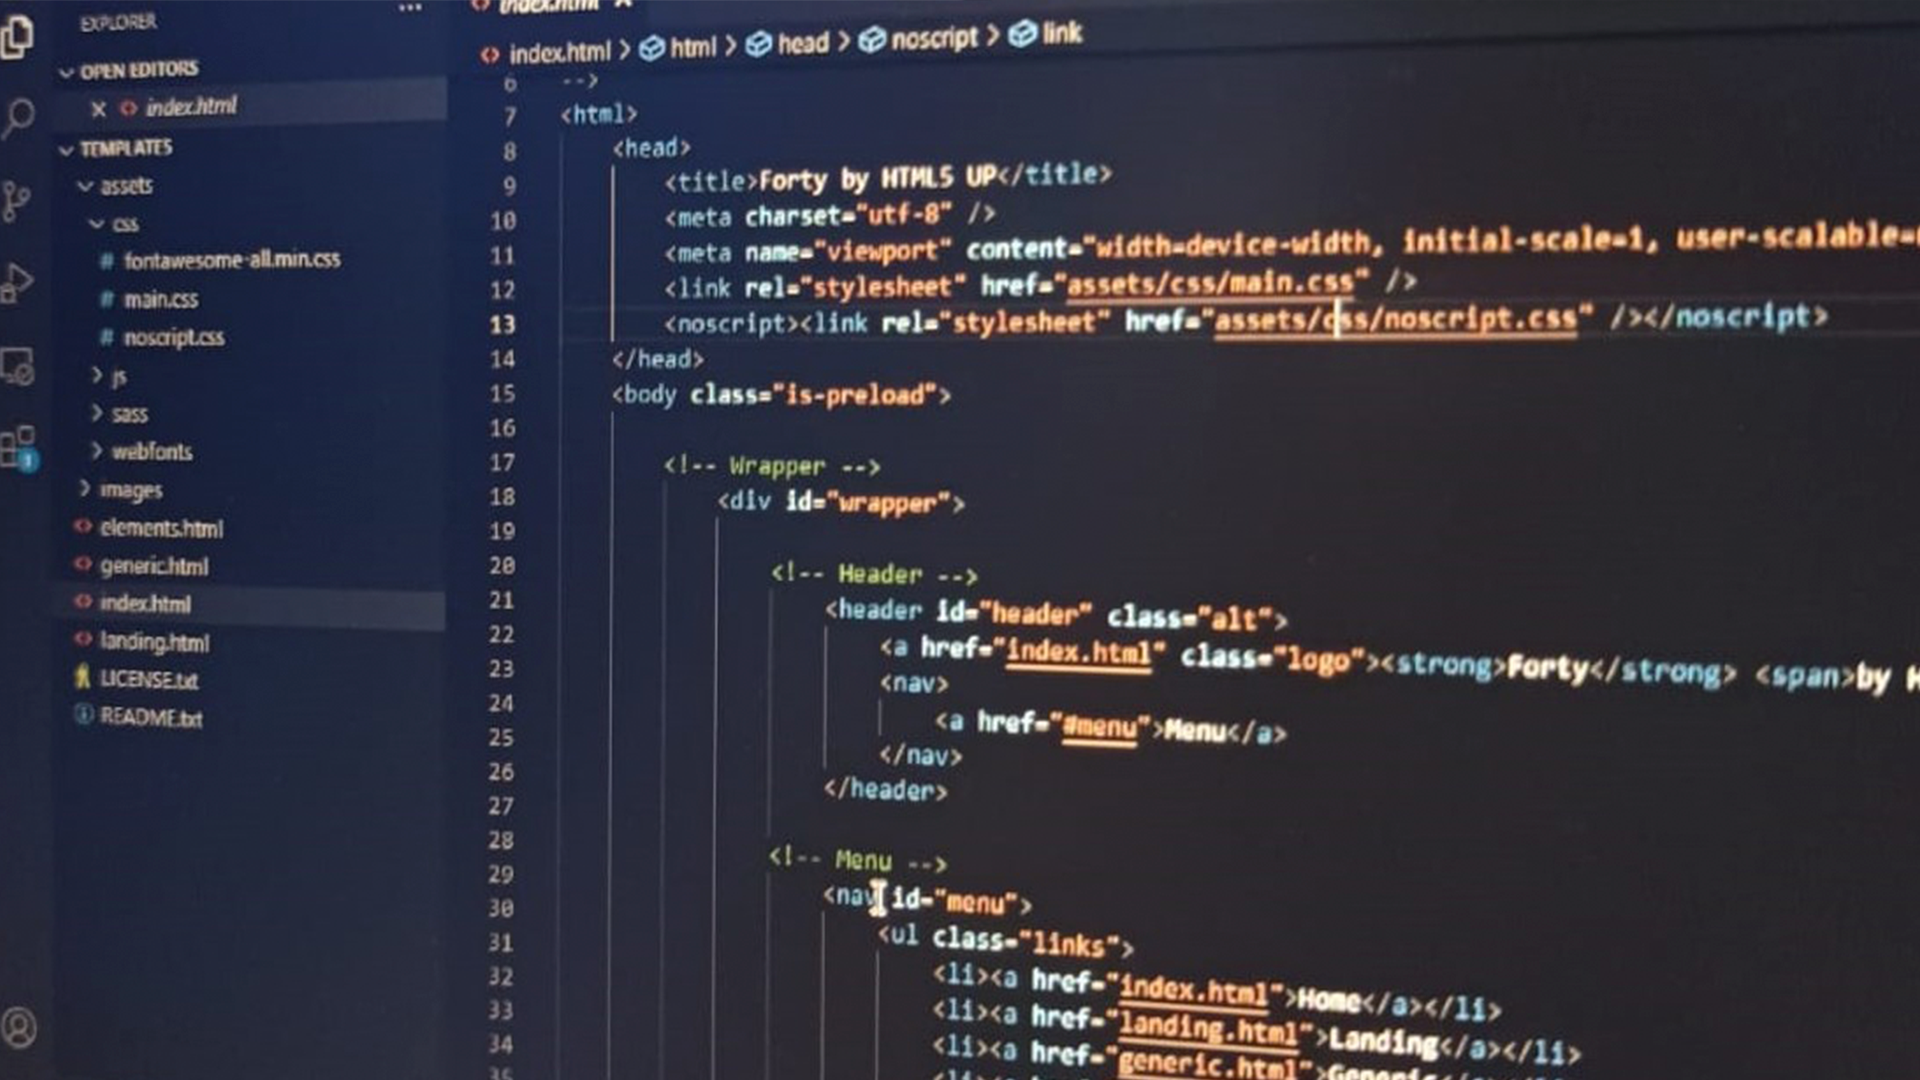 EXPLORER
OPEN EDITORS
index.html
TEMPLATES
assets
css
fontawesome-all.min.css
main.css
noscript.css
js
sass
webfonts
images
elements.html
generic.html
index.html
landing.html
LICENSE.txt
README.txt
1
index.html
index.html > html > head > noscript > link
6 -->
7 <html>
8 <head>
9 <title>Forty by HTML5 UP</title>
10 <meta charset="utf-8" />
11 <meta name="viewport" content="width=device-width, initial-scale=1, user-scalable=
12 <link rel="stylesheet" href="assets/css/main.css" />
13 <noscript><link rel="stylesheet" href="assets/css/noscript.css" /></noscript>
14 </head>
15 <body class="is-preload">
16
17 <!-- Wrapper -->
18 <div id="wrapper">
19
20 <!-- Header -->
21 <header id="header" class="alt">
22 <a href="index.html" class="logo"><strong>Forty</strong> <span>by
23 <nav>
24 <a href="#menu">Menu</a>
25 </nav>
26 </header>
27
28 <!-- Menu -->
29 <nav id="menu">
30 <ul class="links">
31 <li><a href="index.html">Home</a></li>
32 <li><a href="landing.html">Landing</a></li>
33 <li><a href="generic.html">Generic</a>
34
35